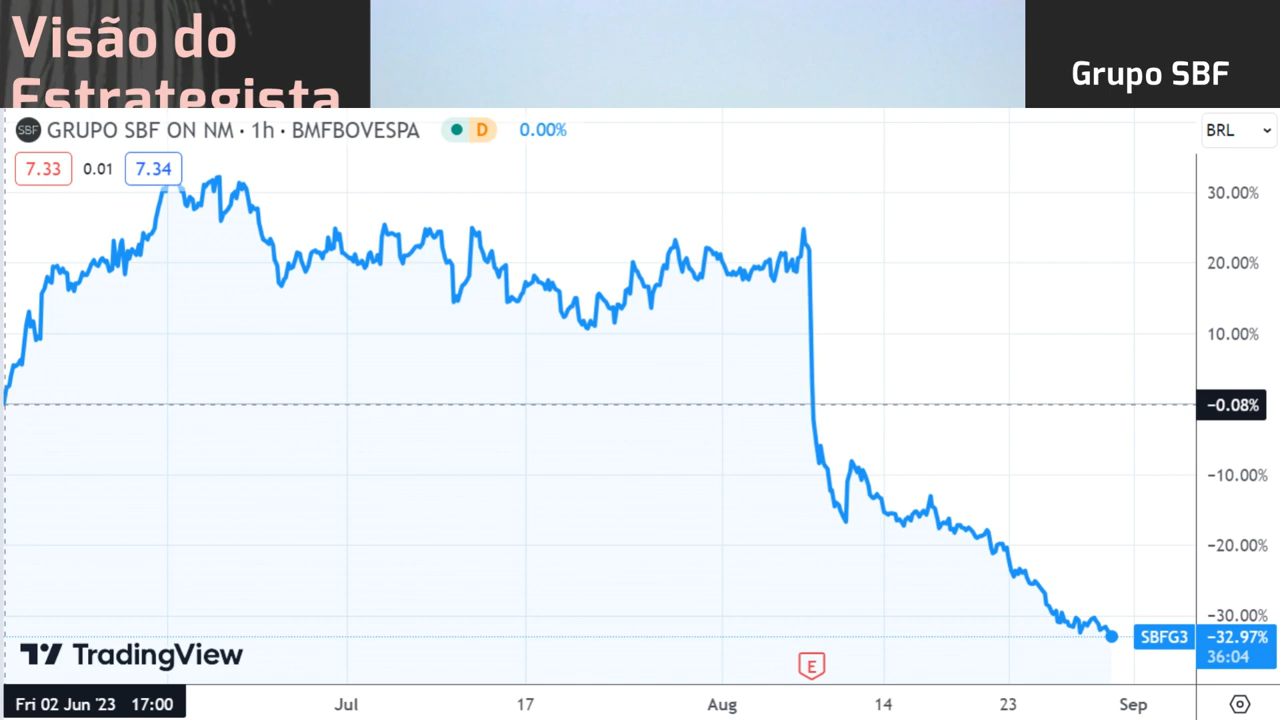 Visão do
Estrategista
Grupo SBF
SBF GRUPO SBF ON NM · 1h · BMFBOVESPA D 0.00% BRL
7.33 0.01 7.34
30.00%
20.00%
10.00%
−0.08%
−10.00%
−20.00%
−30.00%
SBFG3 −32.97%
36:04
E
TradingView
Fri 02 Jun '23 17:00 Jul 17 Aug 14 23 Sep